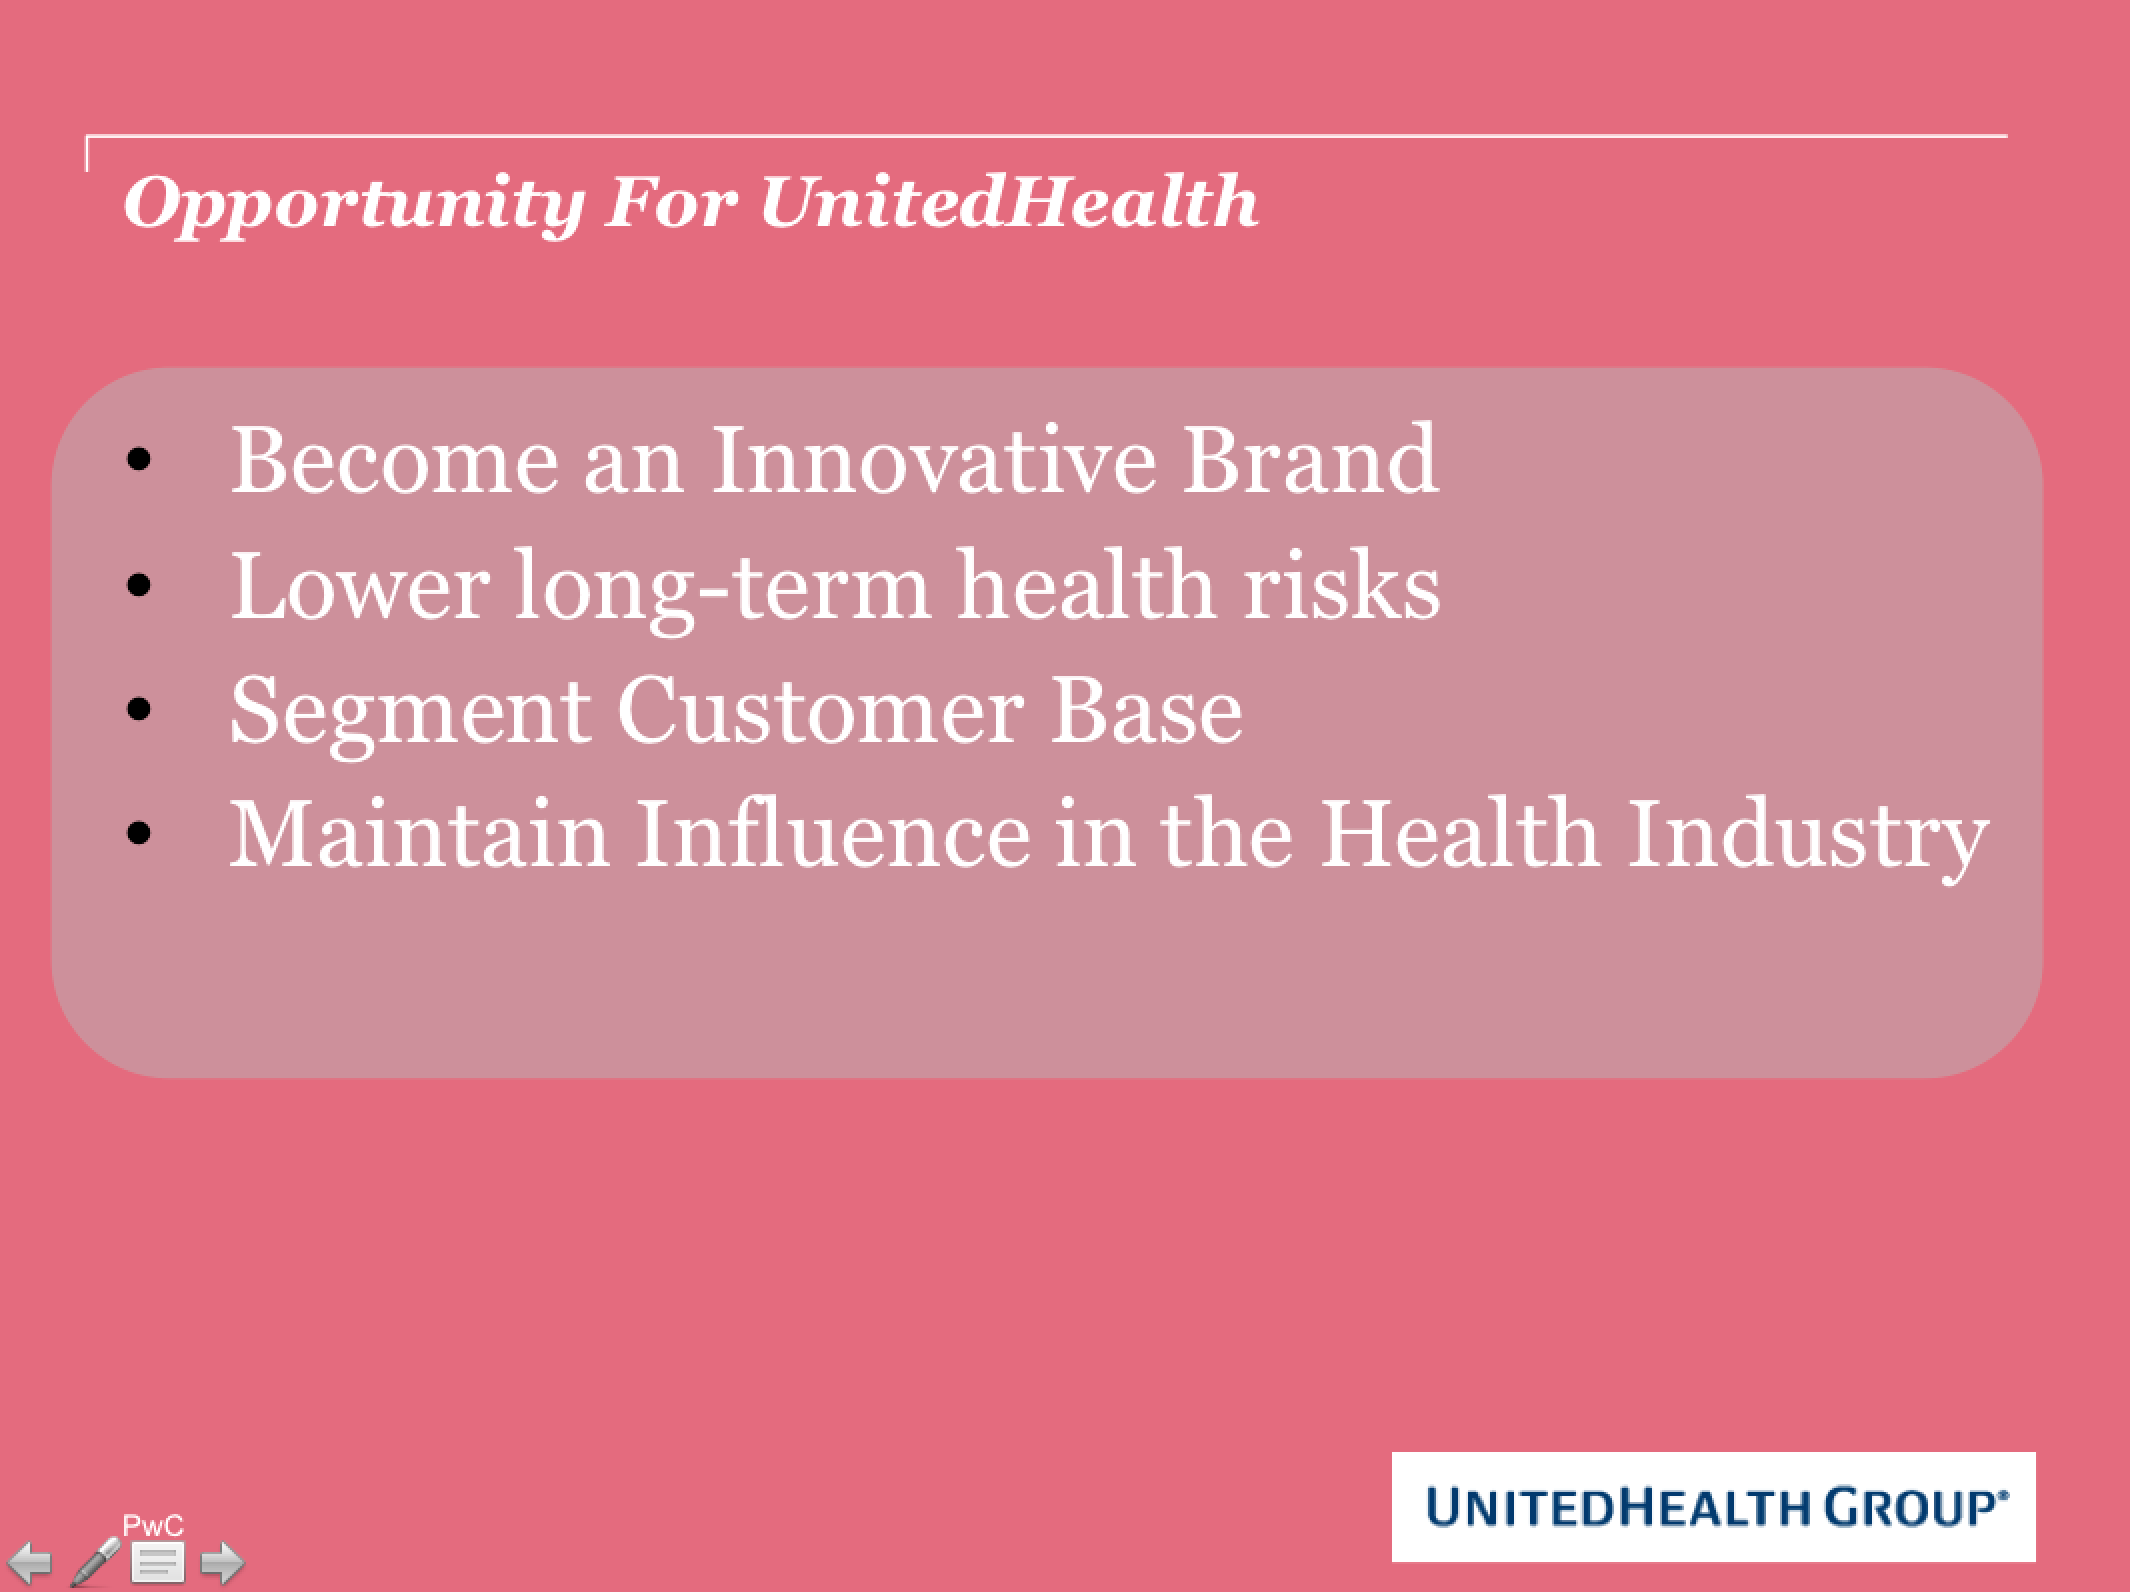 Opportunity For UnitedHealth
• Become an Innovative Brand
• Lower long-term health risks
• Segment Customer Base
• Maintain Influence in the Health Industry
PwC
UNITEDHEALTH GROUP®